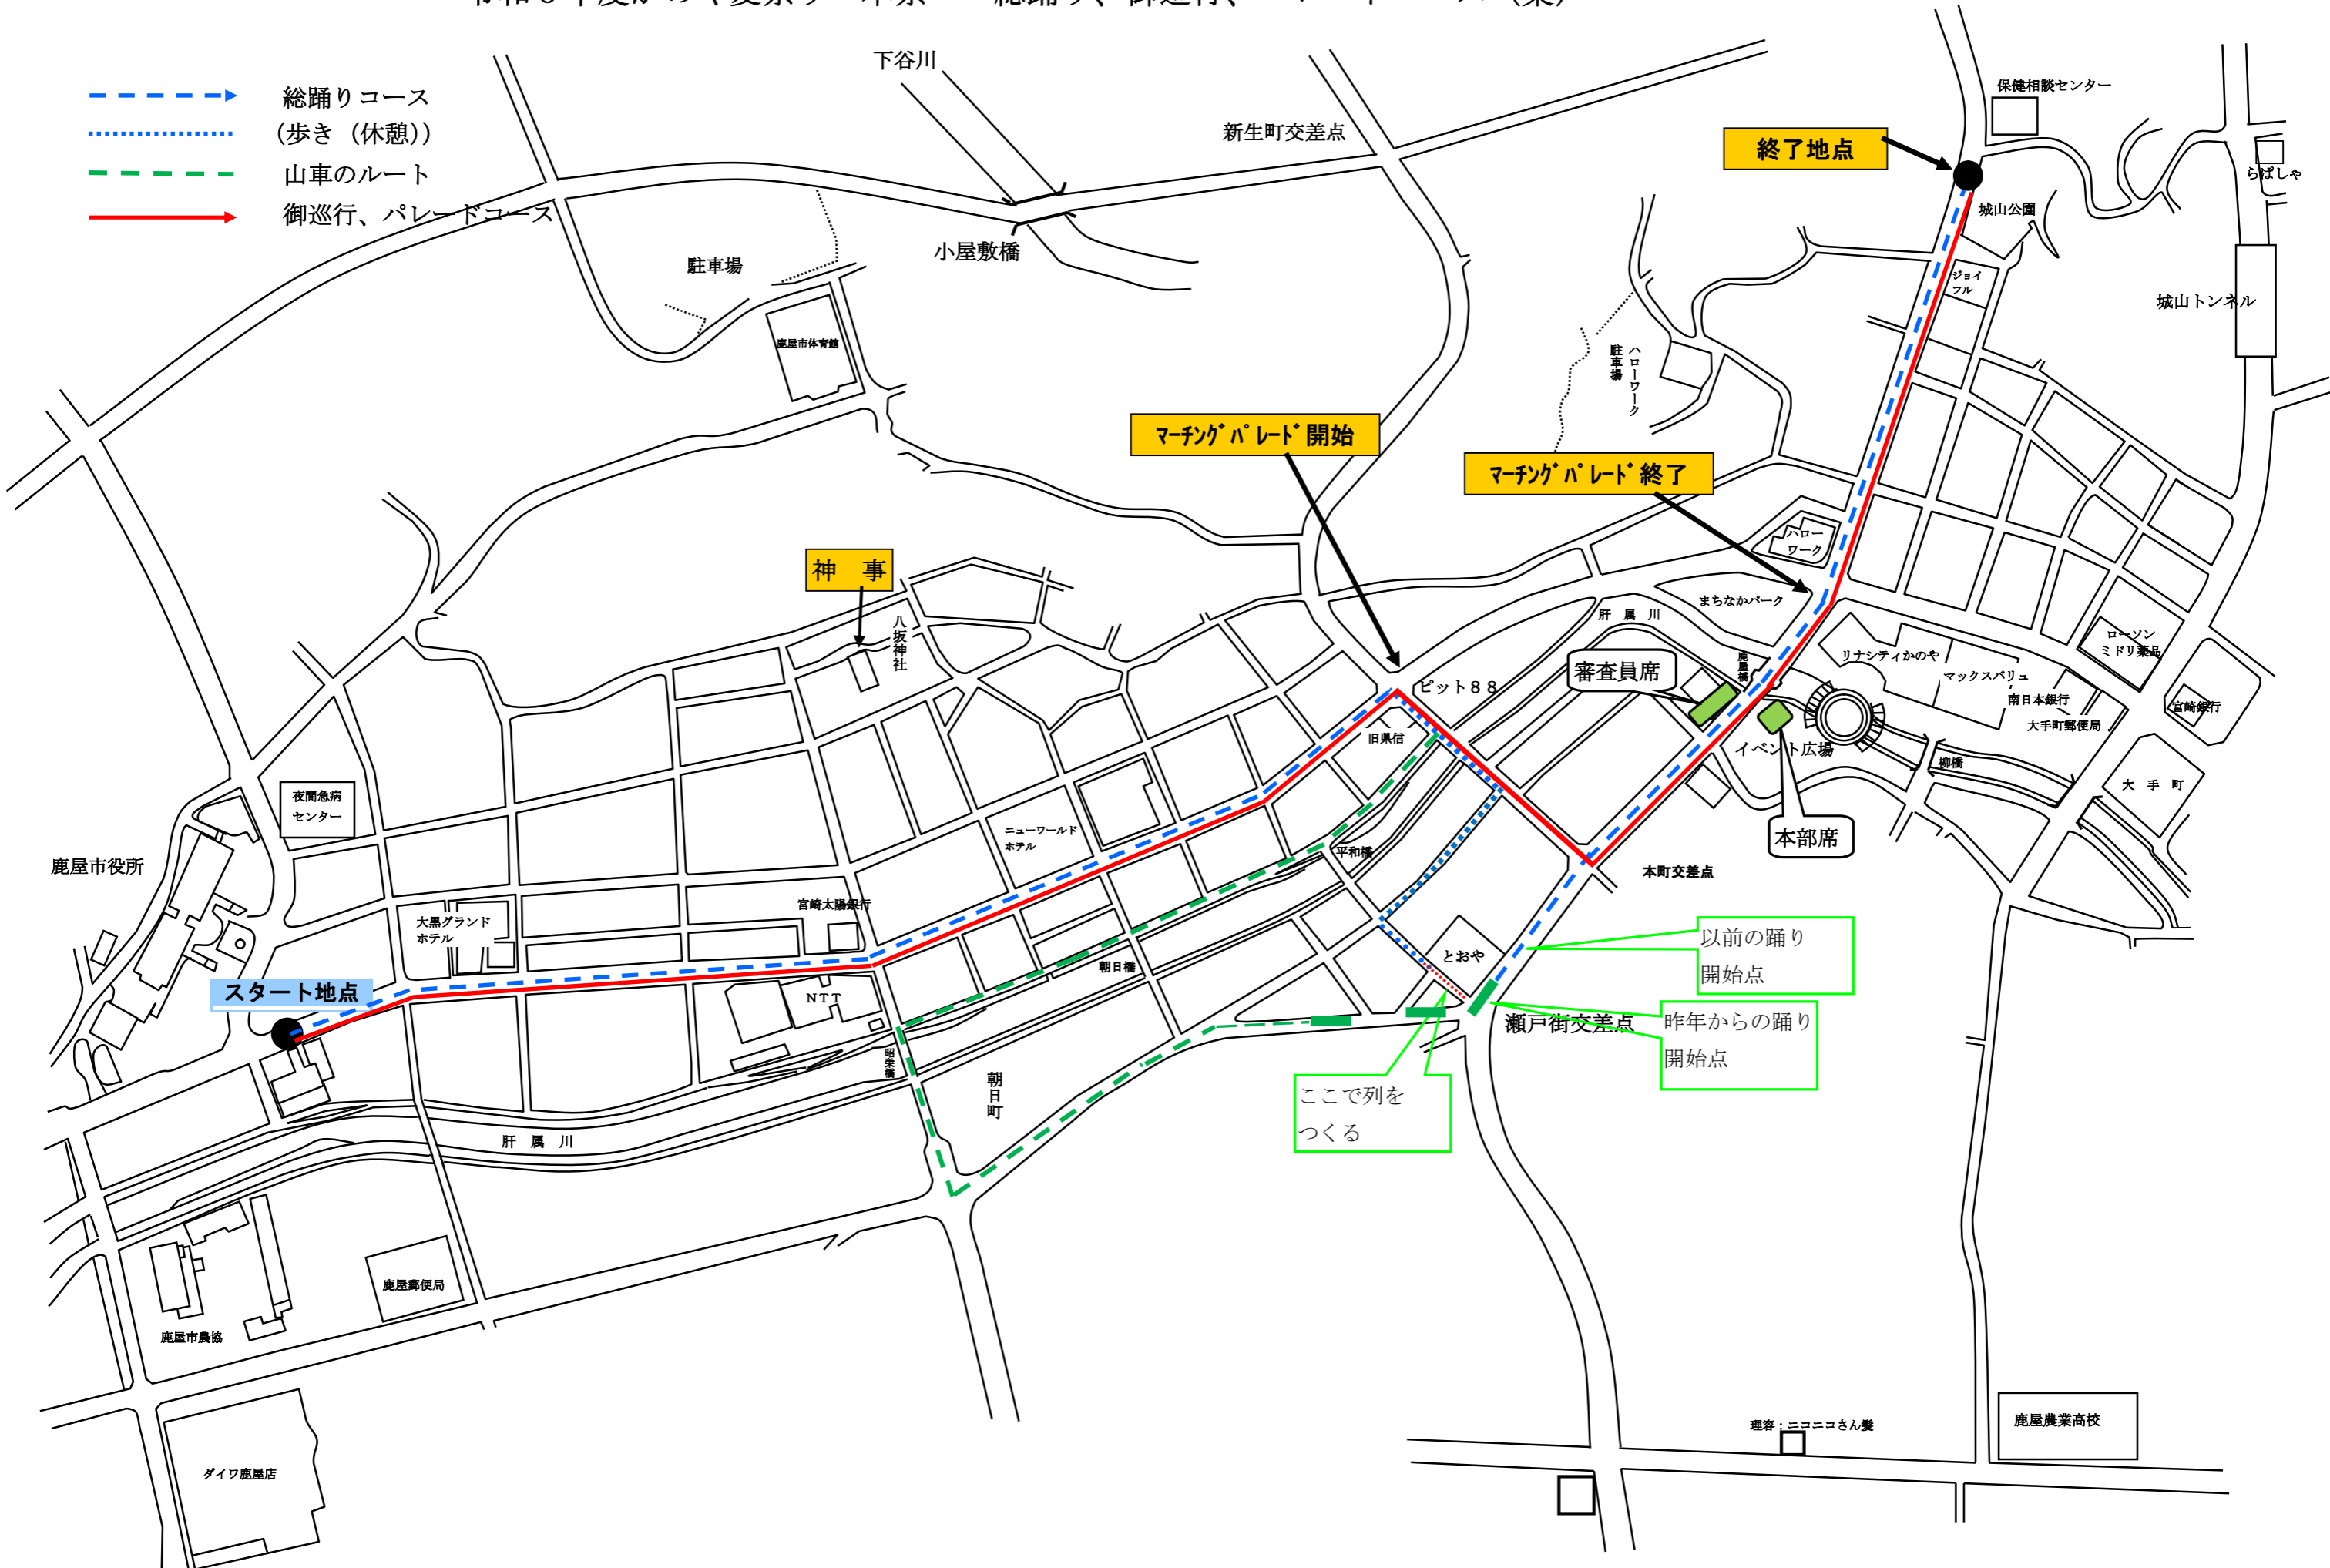 総踊りコース
(歩き（休憩))
山車のルート
御巡行、パレードコース
下谷川
新生町交差点
小屋敷橋
駐車場
鹿屋市体育館
終了地点
保健相談センター
らばしゃ
城山公園
ジョイ
フル
城山トンネル
ハローワーク
駐車場
ﾏｰﾁﾝｸﾞﾊﾟﾚｰﾄﾞ開始
ﾏｰﾁﾝｸﾞﾊﾟﾚｰﾄﾞ終了
神　事
八坂神社
ハロー
ワーク
まちなかパーク
肝　属　川
鹿屋橋
審査員席
リナシティかのや
マックスバリュ
南日本銀行
大手町郵便局
ローソン
ミドリ薬品
宮崎銀行
大　手　町
柳橋
イベント広場
本部席
ピット８８
旧県信
平和橋
本町交差点
ニューワールド
ホテル
夜間急病
センター
鹿屋市役所
大黒グランド
ホテル
宮崎太陽銀行
スタート地点
ＮＴＴ
朝日橋
昭栄橋
朝日町
とおや
瀬戸街交差点
以前の踊り
開始点
昨年からの踊り
開始点
ここで列を
つくる
肝　属　川
鹿屋郵便局
鹿屋市農協
ダイワ鹿屋店
理容：ニコニコさん髪
鹿屋農業高校